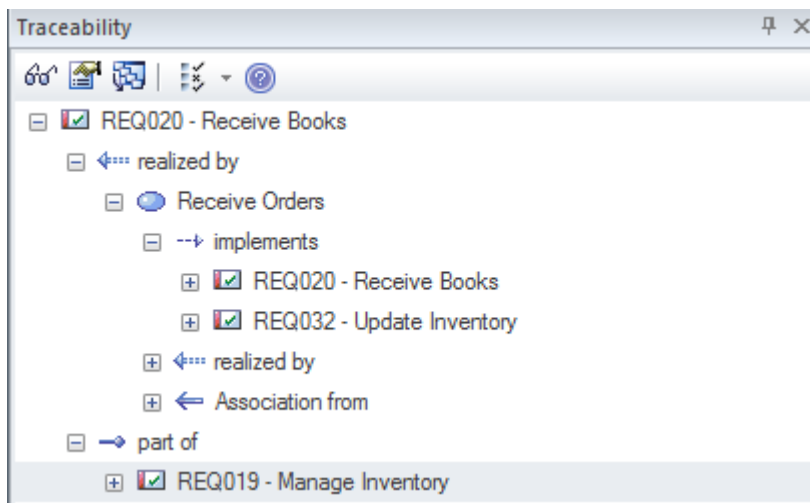 Traceability
REQ020 - Receive Books
realized by
Receive Orders
implements
REQ020 - Receive Books
REQ032 - Update Inventory
realized by
Association from
part of
REQ019 - Manage Inventory